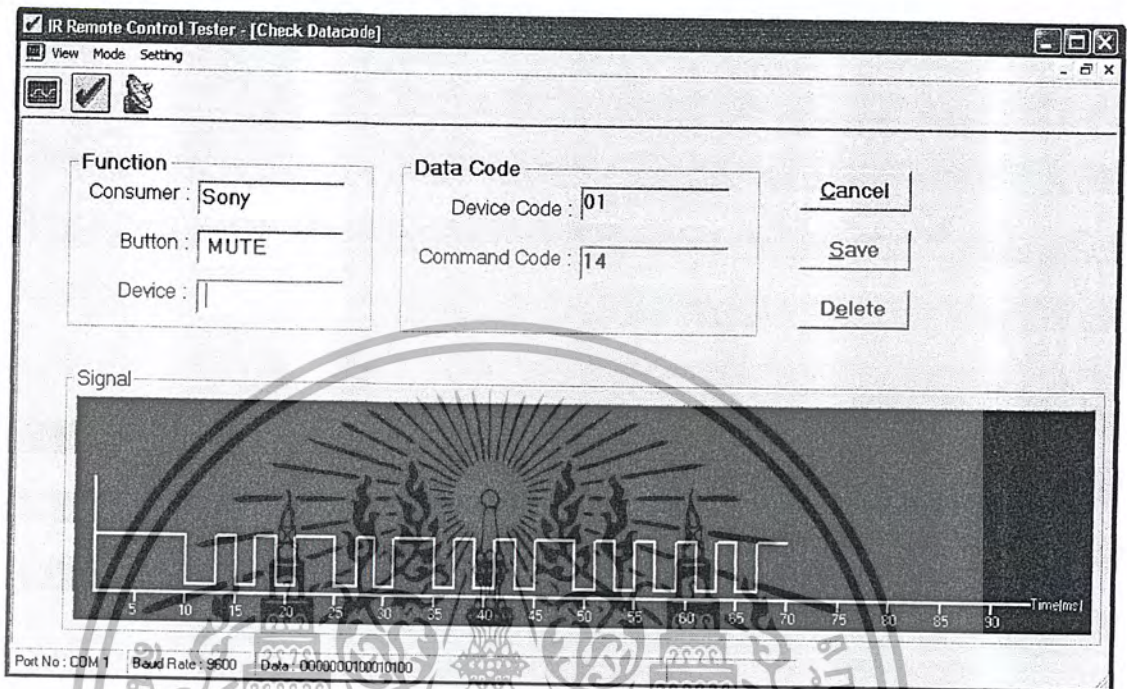 IR Remote Control Tester - [Check Datacode]
View Mode Setting
Function
Consumer : Sony
Button : MUTE
Device :
Data Code
Device Code : 01
Command Code : 14
Cancel
Save
Delete
Signal
5 10 15 20 25 30 35 40 45 50 55 60 65 70 75 80 85 90 Time[ms]
Port No : COM 1 Baud Rate : 9600 Data : 0000000100010100